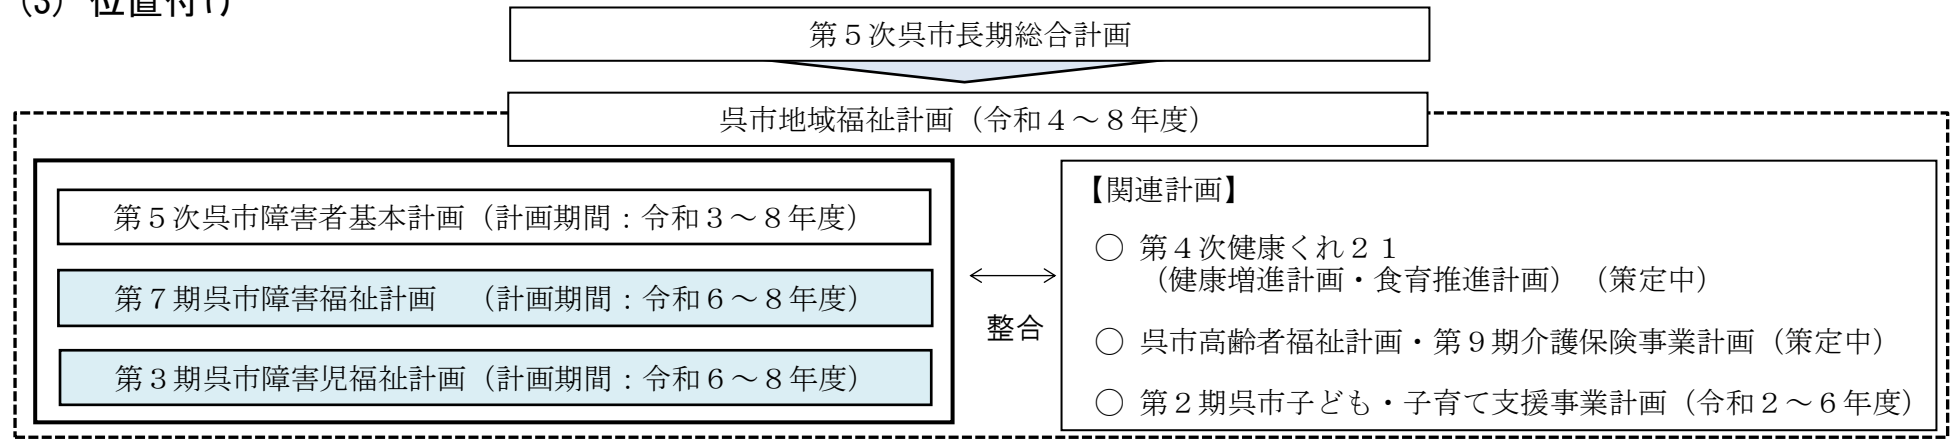 （3）位置付け
第５次呉市長期総合計画
呉市地域福祉計画（令和４～８年度）
第５次呉市障害者基本計画（計画期間：令和３～８年度）
第７期呉市障害福祉計画　（計画期間：令和６～８年度）
第３期呉市障害児福祉計画（計画期間：令和６～８年度）
整合
【関連計画】
○ 第４次健康くれ２１
（健康増進計画・食育推進計画）（策定中）
○ 呉市高齢者福祉計画・第９期介護保険事業計画（策定中）
○ 第２期呉市子ども・子育て支援事業計画（令和２～６年度）